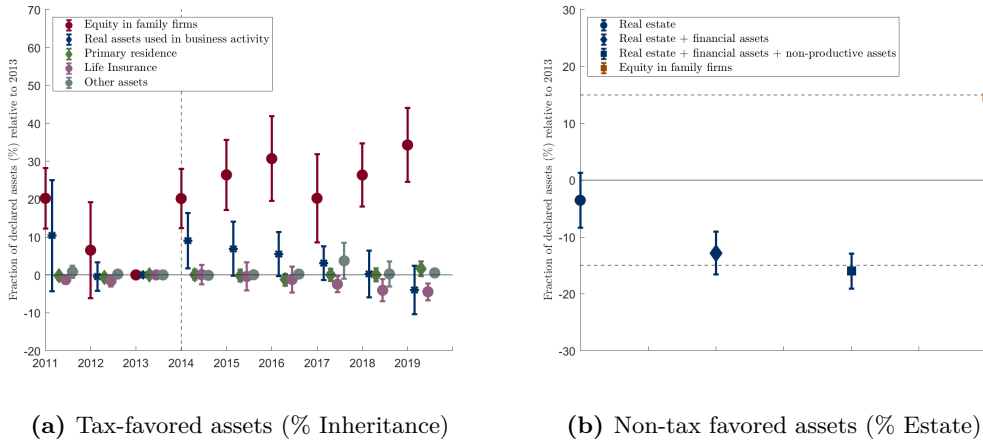 Fraction of declared assets (%) relative to 2013
70
60
50
40
30
20
10
0
-10
-20
Equity in family firms
Real assets used in business activity
Primary residence
Life Insurance
Other assets
2011 2012 2013 2014 2015 2016 2017 2018 2019
(a) Tax-favored assets (% Inheritance)
Fraction of declared assets (%) relative to 2013
30
20
10
0
-10
-20
-30
Real estate
Real estate + financial assets
Real estate + financial assets + non-productive assets
Equity in family firms
(b) Non-tax favored assets (% Estate)